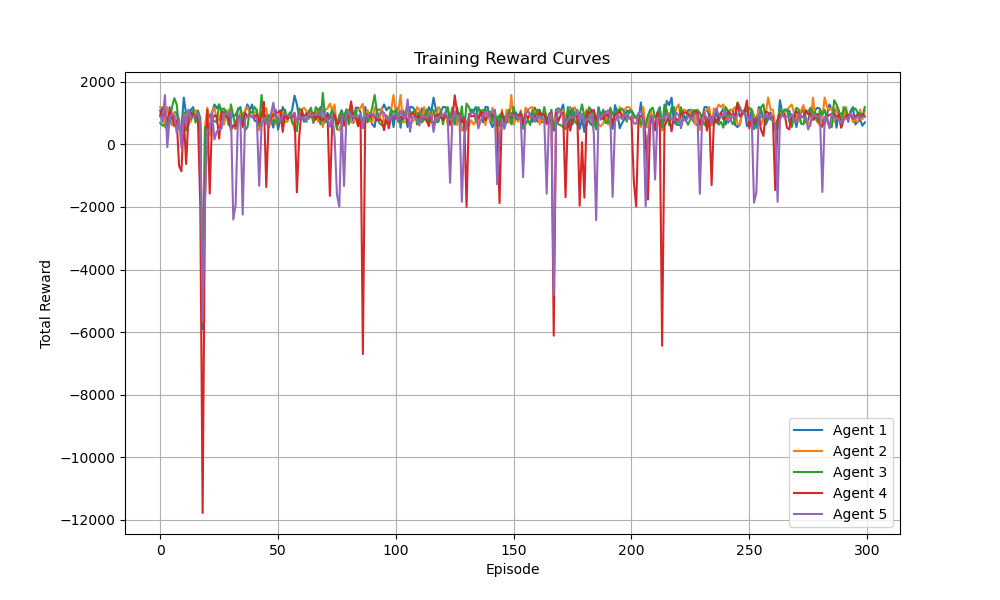 Training Reward Curves
2000
0
−2000
−4000
−6000
−8000
−10000
−12000
Total Reward
0 50 100 150 200 250 300
Episode
Agent 1
Agent 2
Agent 3
Agent 4
Agent 5